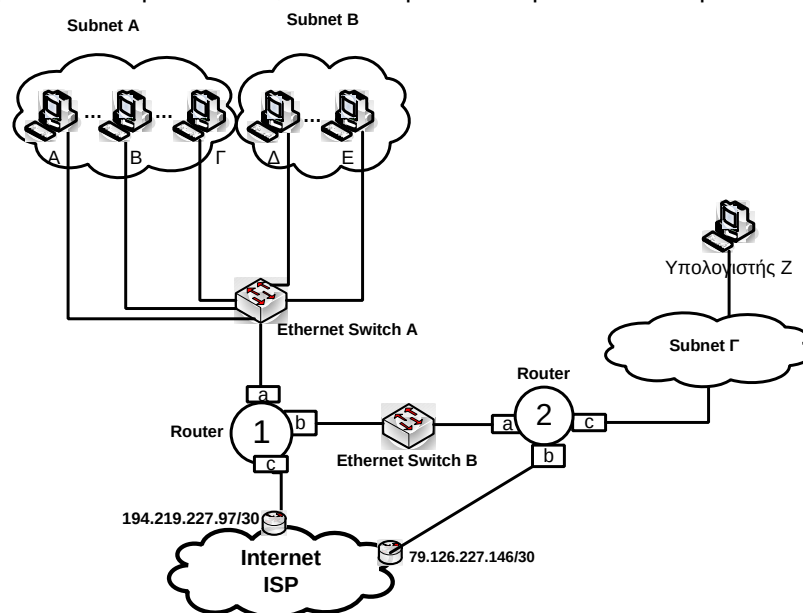 Subnet A
Subnet B
... ...
...
Α Β Γ
Δ Ε
Υπολογιστής Ζ
Ethernet Switch A
Subnet Γ
Router
a
Router 1 b
c
Ethernet Switch B
a 2 c
b
194.219.227.97/30
Internet
ISP
79.126.227.146/30